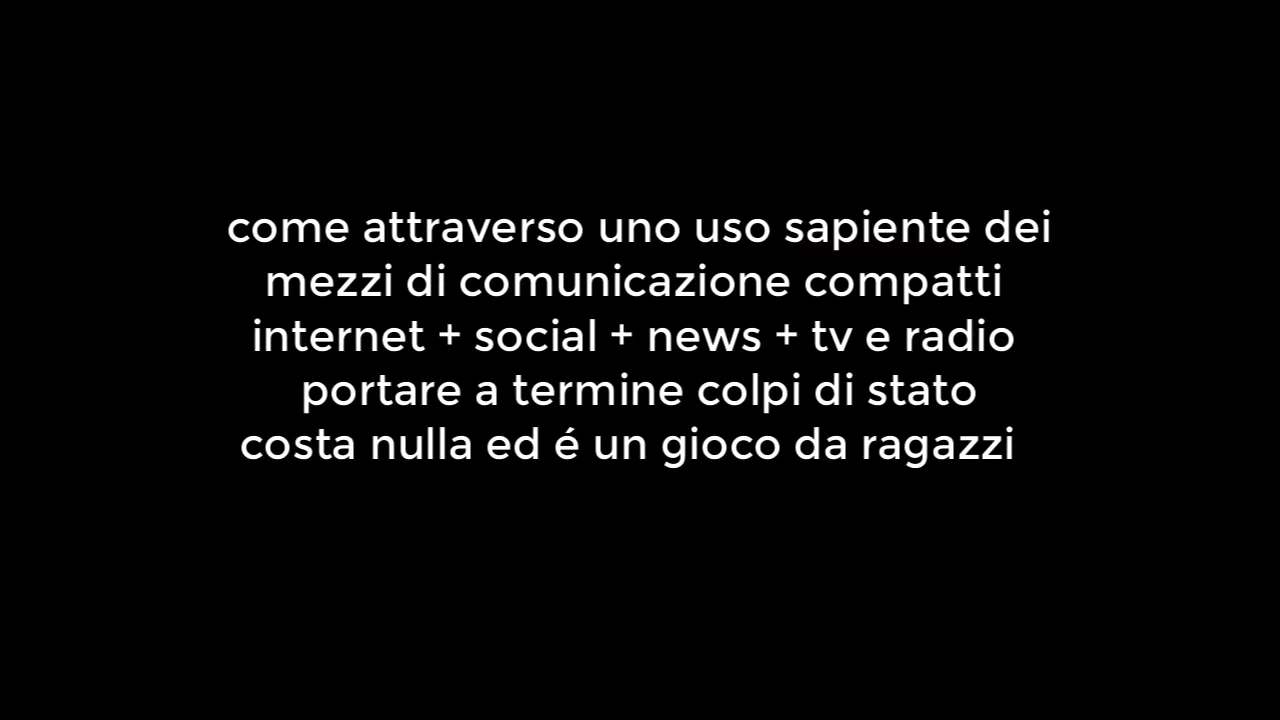 come attraverso uno uso sapiente dei
mezzi di comunicazione compatti
internet + social + news + tv e radio
portare a termine colpi di stato
costa nulla ed é un gioco da ragazzi